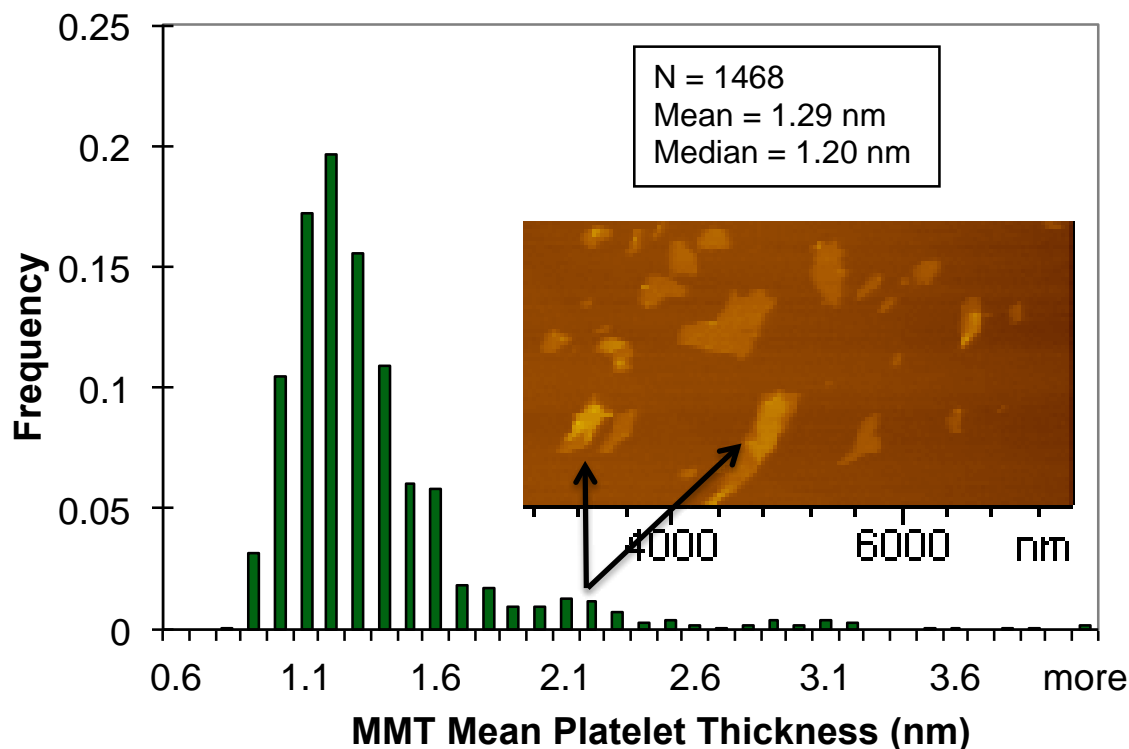 0.25
N = 1468
Mean = 1.29 nm
Median = 1.20 nm
0.2
0.15
Frequency
0.1
0.05
4000 6000 nm
0
0.6 1.1 1.6 2.1 2.6 3.1 3.6 more
MMT Mean Platelet Thickness (nm)